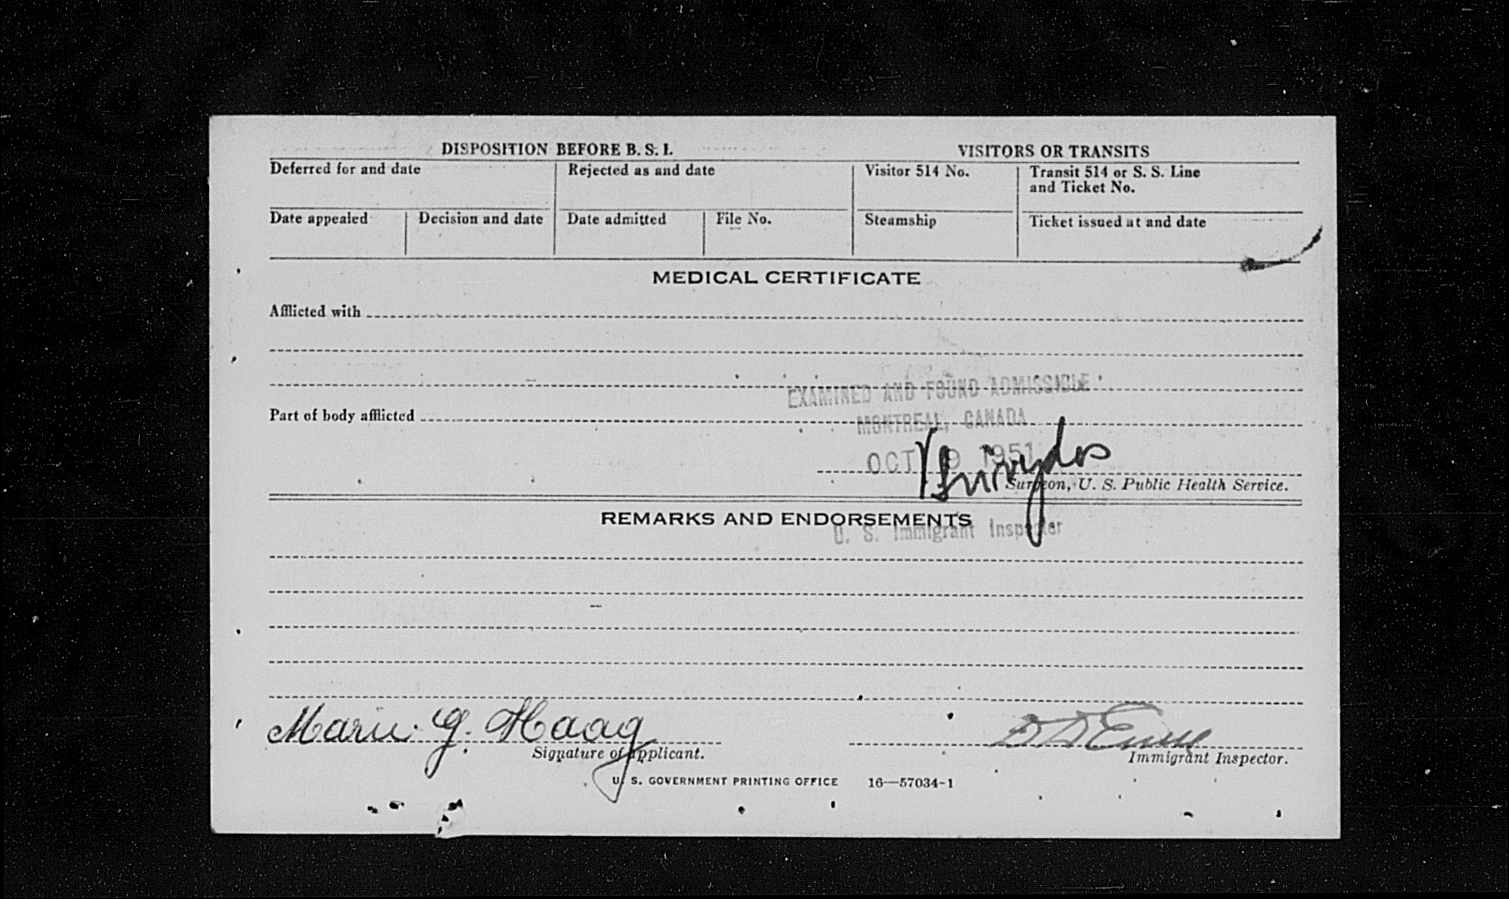 DISPOSITION BEFORE B. S. I.
VISITORS OR TRANSITS
Deferred for and date
Rejected as and date
Visitor 514 No.
Transit 514 or S. S. Line
and Ticket No.
Date appealed
Decision and date
Date admitted
File No.
Steamship
Ticket issued at and date
MEDICAL CERTIFICATE
Afflicted with
EXAMINED AND FOUND ADMISSIBLE
Part of body afflicted
MONTREAL, CANADA
OCT 9 1951
Surgeon, U. S. Public Health Service.
REMARKS AND ENDORSEMENTS
U. S. Immigrant Inspector
Marie G. Haag
Signature of applicant.
Immigrant Inspector.
U. S. GOVERNMENT PRINTING OFFICE 16—57034-1